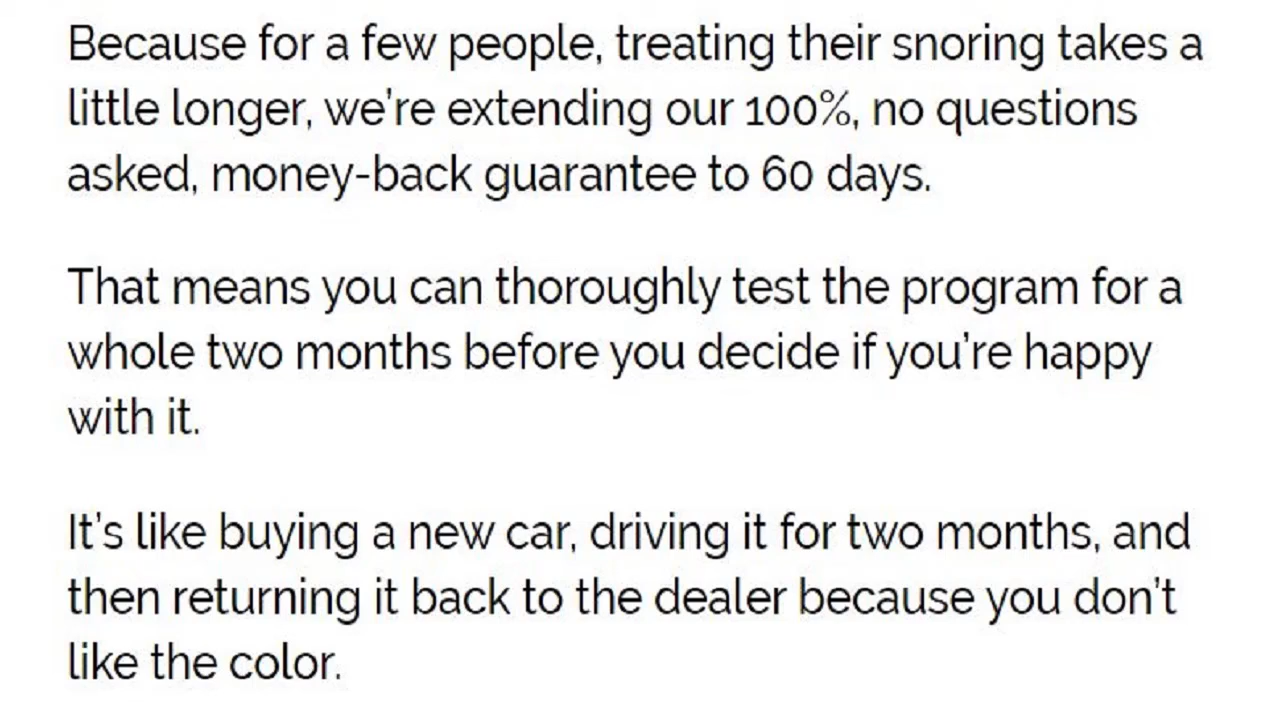 Because for a few people, treating their snoring takes a
little longer, we're extending our 100%, no questions
asked, money-back guarantee to 60 days.
That means you can thoroughly test the program for a
whole two months before you decide if you're happy
with it.
It's like buying a new car, driving it for two months, and
then returning it back to the dealer because you don't
like the color.